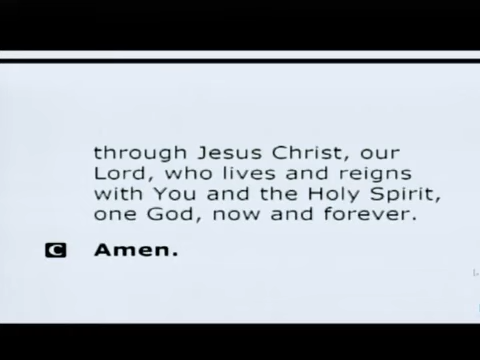 through Jesus Christ, our
Lord, who lives and reigns
with You and the Holy Spirit,
one God, now and forever.
C Amen.